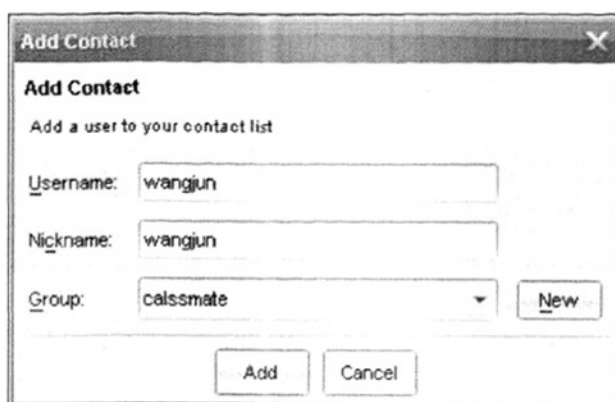 Add Contact
Add Contact
Add a user to your contact list
Username: wangjun
Nickname: wangjun
Group: calssmate New
Add Cancel